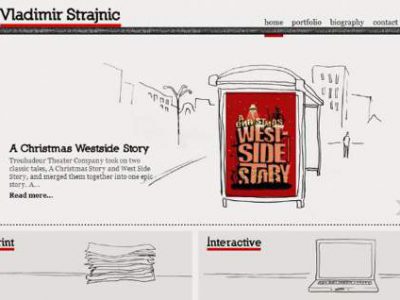 Vladimir Strajnic
home portfolio biography contact
A CHRISTMAS
WEST-
SIDE
STORY
A Christmas Westside Story
Troubadour Theater Company took on two
classic tales, A Christmas Story and West Side
Story, and merged them together into one epic
story. A...
Read more...
rint
Interactive